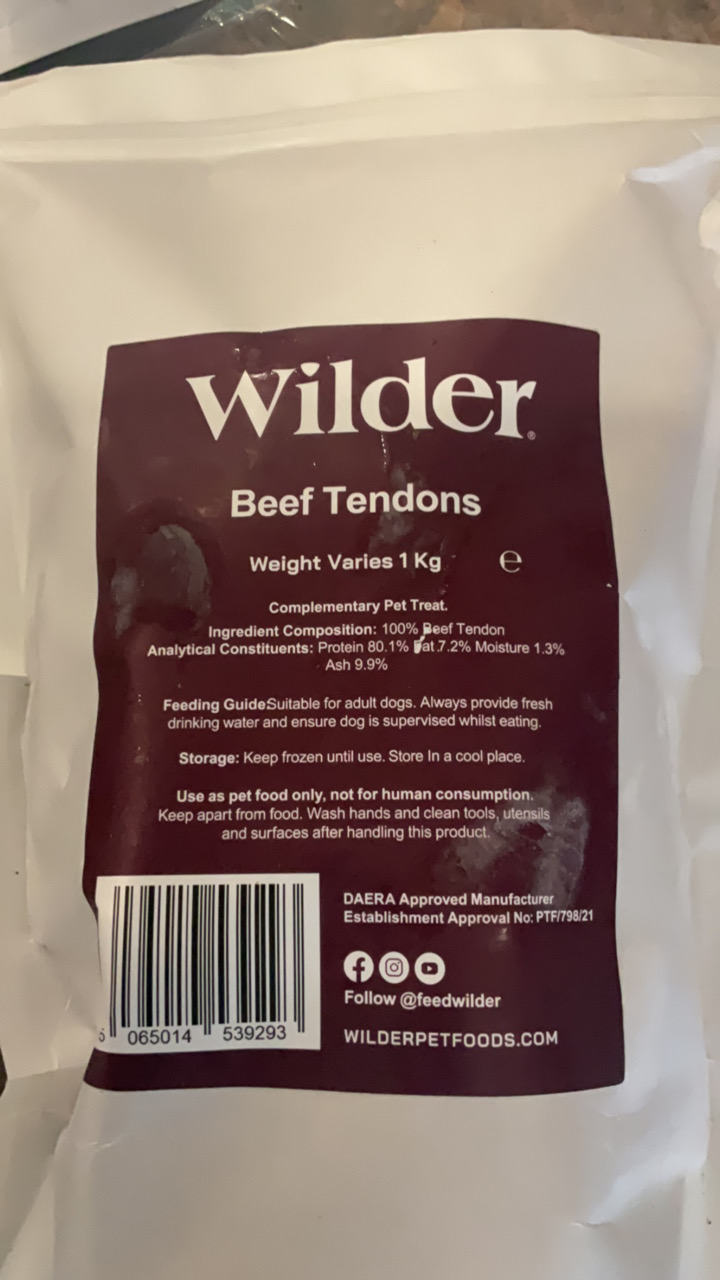 Wilder®
Beef Tendons
Weight Varies 1 Kg ℮
Complementary Pet Treat.
Ingredient Composition: 100% Beef Tendon
Analytical Constituents: Protein 80.1% Fat 7.2% Moisture 1.3%
Ash 9.9%
Feeding GuideSuitable for adult dogs. Always provide fresh
drinking water and ensure dog is supervised whilst eating.
Storage: Keep frozen until use. Store In a cool place.
Use as pet food only, not for human consumption.
Keep apart from food. Wash hands and clean tools, utensils
and surfaces after handling this product.
DAERA Approved Manufacturer
Establishment Approval No: PTF/798/21
Follow @feedwilder
WILDERPETFOODS.COM
5 065014 539293